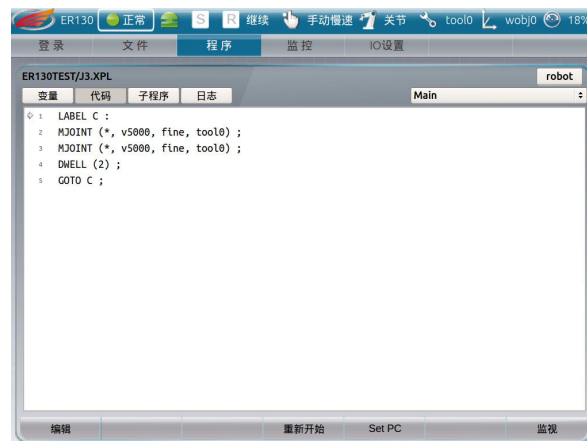 ER130 正常 S R 继续 手动慢速 关节 tool0 wobj0 18%
登录 文件 程序 监控 IO设置
ER130TEST/J3.XPL robot
变量 代码 子程序 日志 Main
1 LABEL C :
2 MJOINT (*, v5000, fine, tool0) ;
3 MJOINT (*, v5000, fine, tool0) ;
4 DWELL (2) ;
5 GOTO C ;
编辑 重新开始 Set PC 监视